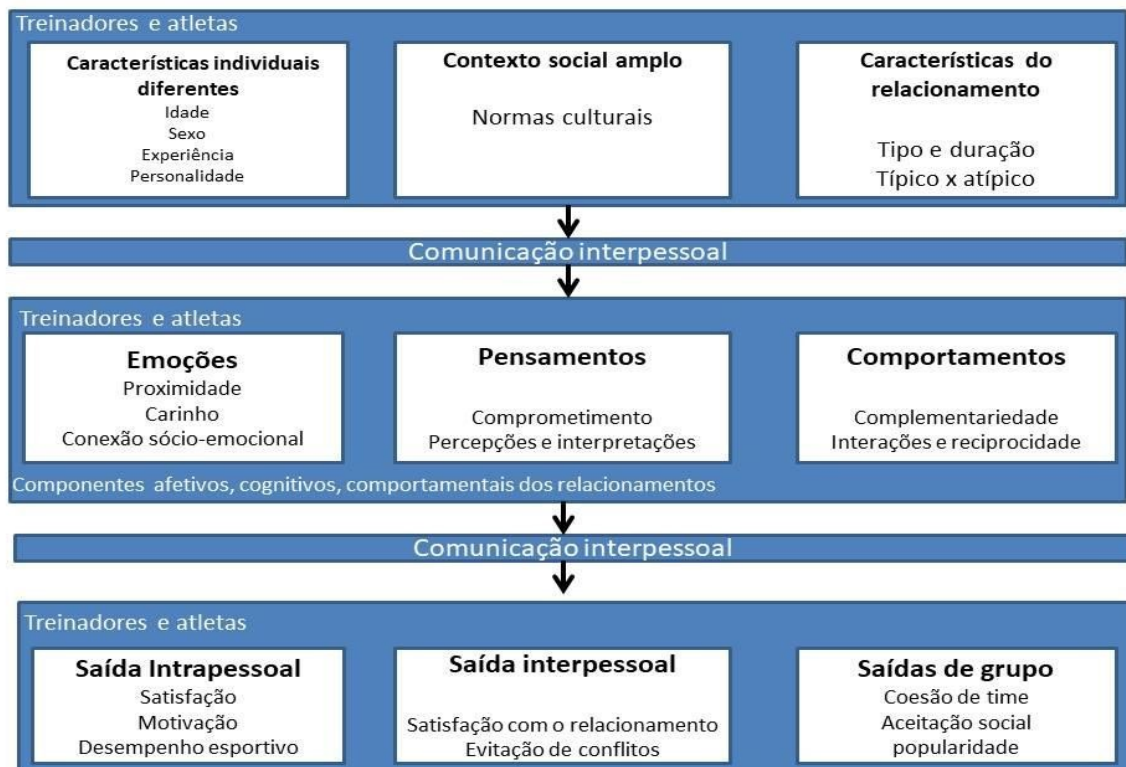 Treinadores e atletas
Características individuais
diferentes
Idade
Sexo
Experiência
Personalidade
Contexto social amplo
Normas culturais
Características do
relacionamento
Tipo e duração
Típico x atípico
Comunicação interpessoal
Treinadores e atletas
Emoções
Proximidade
Carinho
Conexão sócio-emocional
Pensamentos
Comprometimento
Percepções e interpretações
Comportamentos
Complementariedade
Interações e reciprocidade
Componentes afetivos, cognitivos, comportamentais dos relacionamentos
Comunicação interpessoal
Treinadores e atletas
Saída Intrapessoal
Satisfação
Motivação
Desempenho esportivo
Saída interpessoal
Satisfação com o relacionamento
Evitação de conflitos
Saídas de grupo
Coesão de time
Aceitação social
popularidade